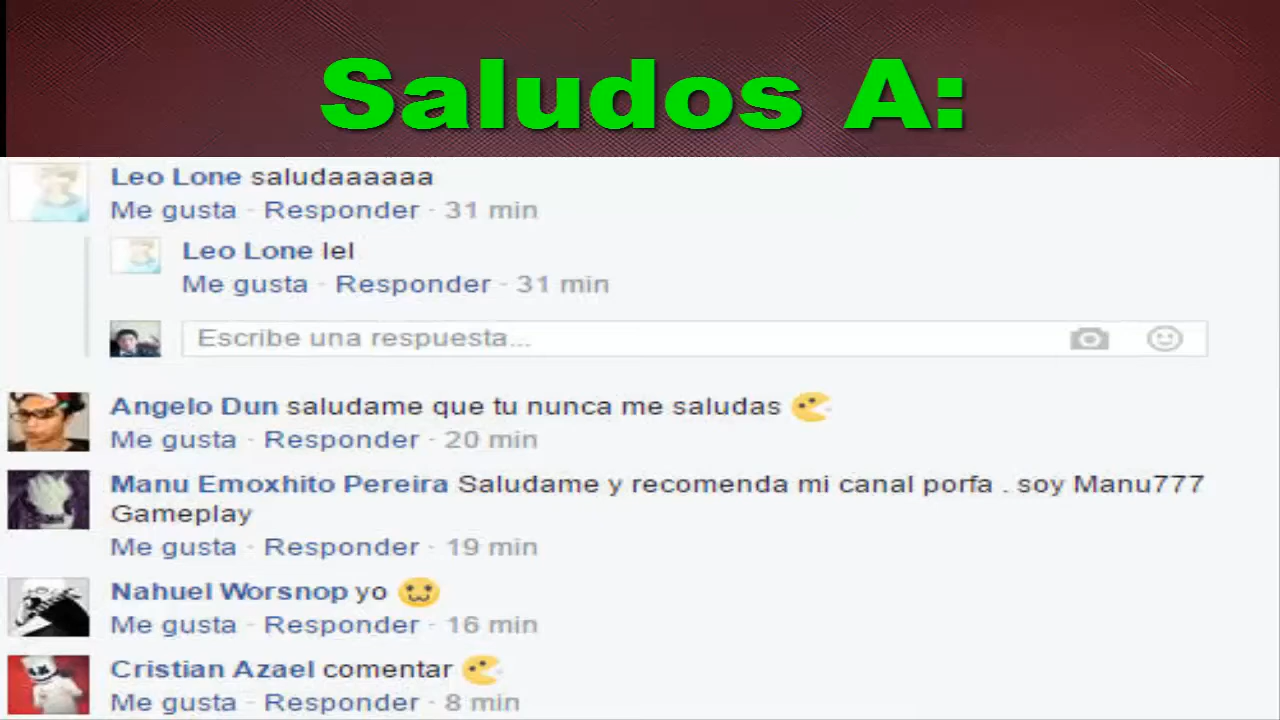 Saludos A:
Leo Lone saludaaaaaa
Me gusta · Responder · 31 min
Leo Lone lel
Me gusta · Responder · 31 min
Escribe una respuesta...
Angelo Dun saludame que tu nunca me saludas
Me gusta · Responder · 20 min
Manu Emoxhito Pereira Saludame y recomenda mi canal porfa . soy Manu777
Gameplay
Me gusta · Responder · 19 min
Nahuel Worsnop yo
Me gusta · Responder · 16 min
Cristian Azael comentar
Me gusta · Responder · 8 min